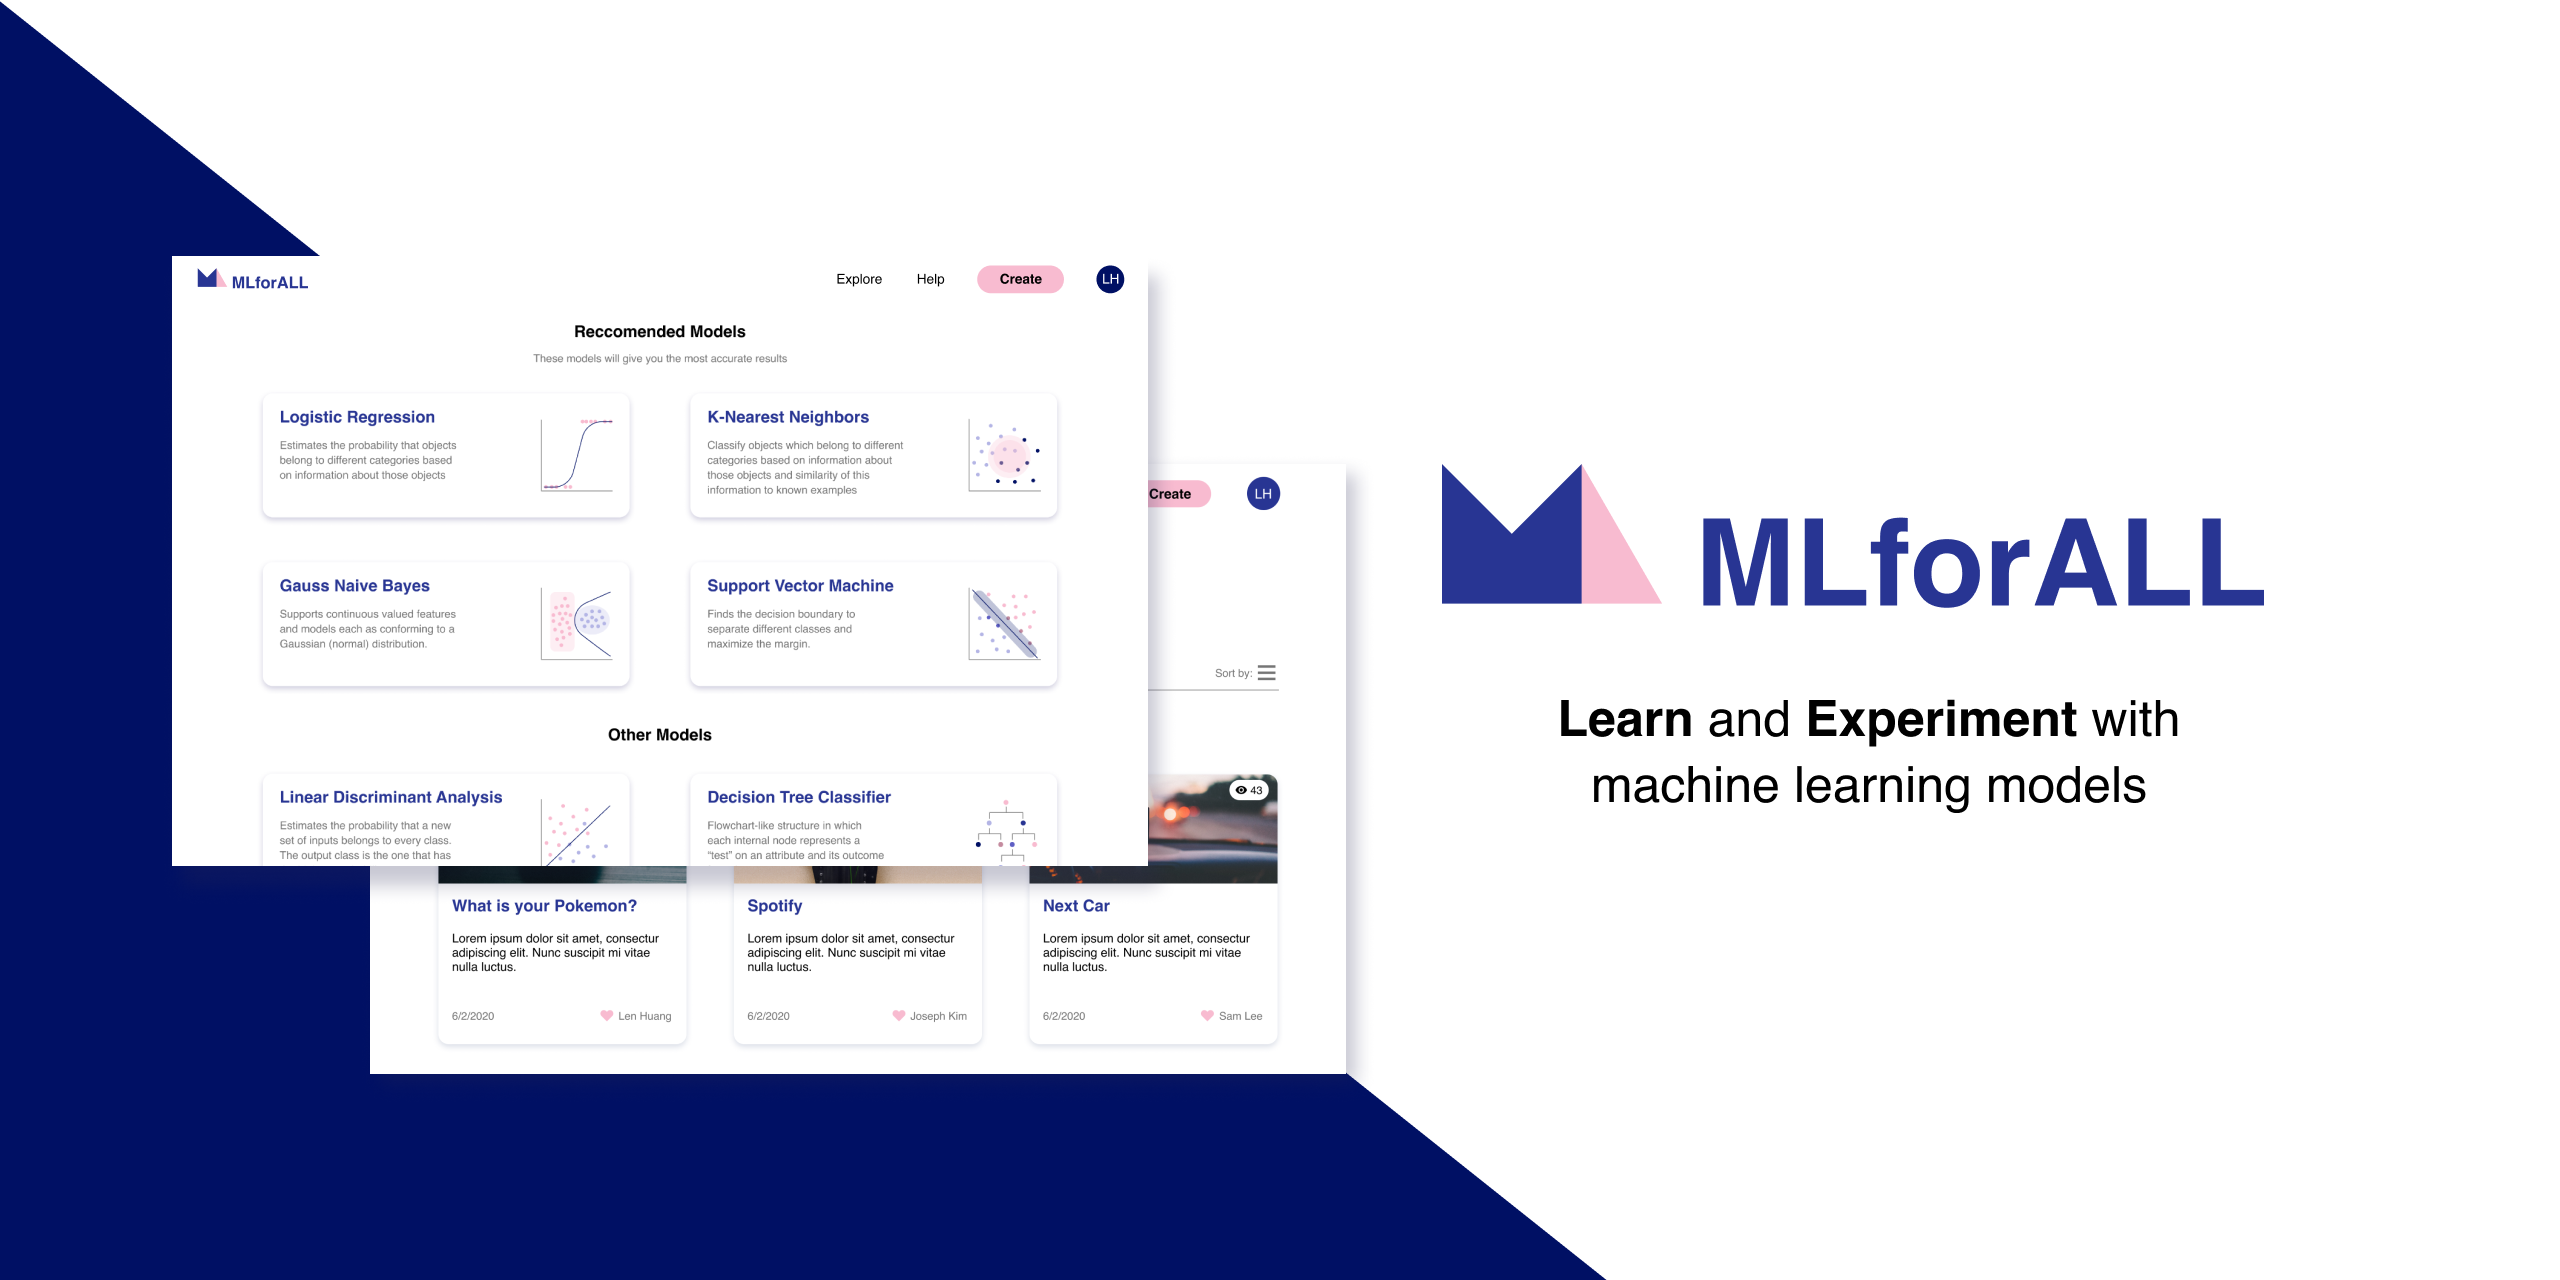 MLforALL
Explore
Help
Create
LH
Reccomended Models
These models will give you the most accurate results
Logistic Regression
Estimates the probability that objects
belong to different categories based
on information about those objects
K-Nearest Neighbors
Classify objects which belong to different
categories based on information about
those objects and similarity of this
information to known examples
Gauss Naive Bayes
Supports continuous valued features
and models each as conforming to a
Gaussian (normal) distribution.
Support Vector Machine
Finds the decision boundary to
separate different classes and
maximize the margin.
Other Models
Linear Discriminant Analysis
Estimates the probability that a new
set of inputs belongs to every class.
The output class is the one that has
Decision Tree Classifier
Flowchart-like structure in which
each internal node represents a
“test” on an attribute and its outcome
Create
LH
Sort by:
43
What is your Pokemon?
Lorem ipsum dolor sit amet, consectur
adipiscing elit. Nunc suscipit mi vitae
nulla luctus.
6/2/2020
Len Huang
Spotify
Lorem ipsum dolor sit amet, consectur
adipiscing elit. Nunc suscipit mi vitae
nulla luctus.
6/2/2020
Joseph Kim
Next Car
Lorem ipsum dolor sit amet, consectur
adipiscing elit. Nunc suscipit mi vitae
nulla luctus.
6/2/2020
Sam Lee
MLforALL
Learn and Experiment with
machine learning models